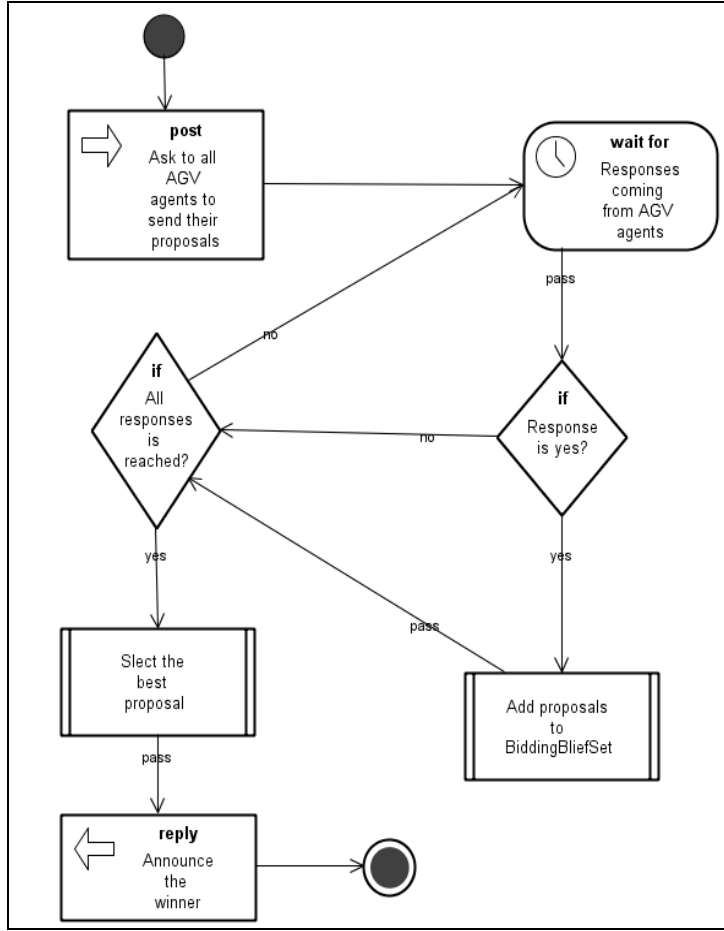 post
Ask to all
AGV
agents to
send their
proposals
wait for
Responses
coming
from AGV
agents
pass
no
if
All
responses
is
reached?
if
Response
is yes?
no
yes
yes
pass
Slect the
best
proposal
Add proposals
to
BiddingBliefSet
pass
reply
Announce
the
winner